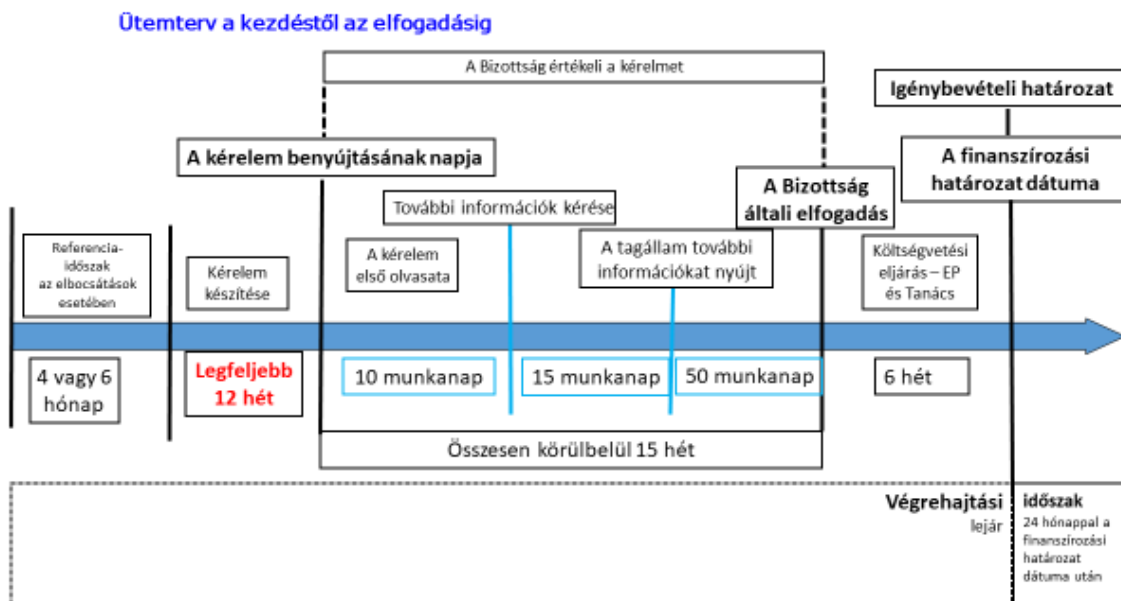 Ütemterv a kezdéstől az elfogadásig
A Bizottság értékeli a kérelmet
Igénybevételi határozat
A kérelem benyújtásának napja
A finanszírozási
határozat dátuma
A Bizottság
általi elfogadás
További információk kérése
Referencia-
időszak
az elbocsátások
esetében
Kérelem
készítése
A kérelem
első olvasata
A tagállam további
információkat nyújt
Költségvetési
eljárás – EP
és Tanács
4 vagy 6
hónap
Legfeljebb
12 hét
10 munkanap
15 munkanap
50 munkanap
6 hét
Összesen körülbelül 15 hét
Végrehajtási időszak
lejár 24 hónappal a
finanszírozási
határozat
dátuma után